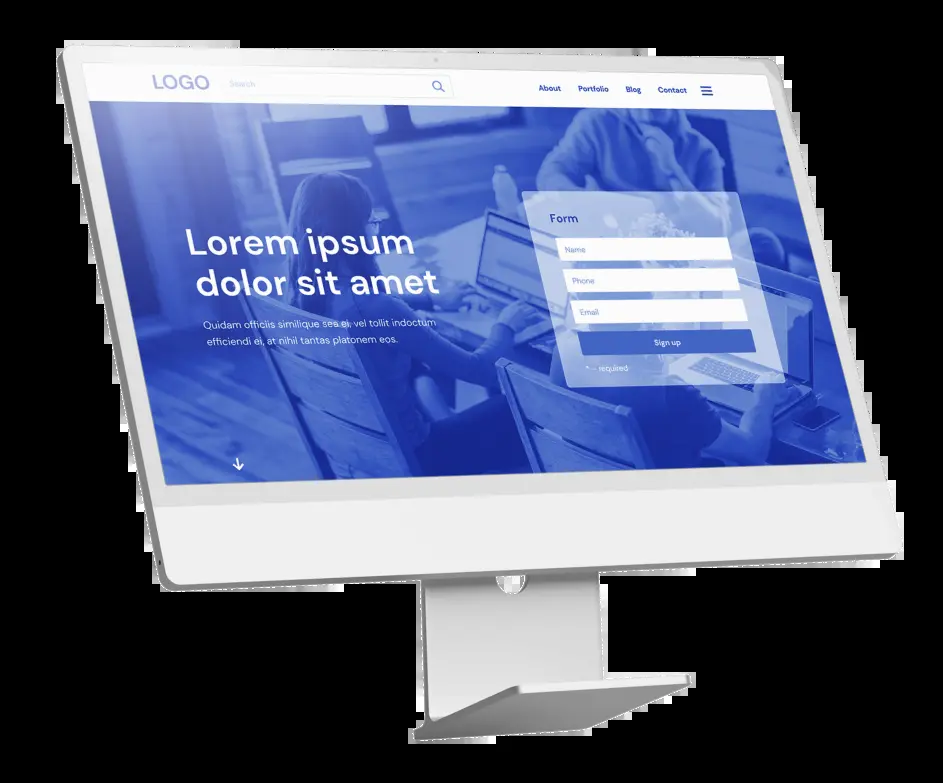 LOGO
Search
About
Portfolio
Blog
Contact
Lorem ipsum
dolor sit amet
Quidam officiis similique sea ei, vel tollit indoctum
efficiendi ei, at nihil tantas platonem eos.
Form
Name
Phone
Email
Sign up
* - required